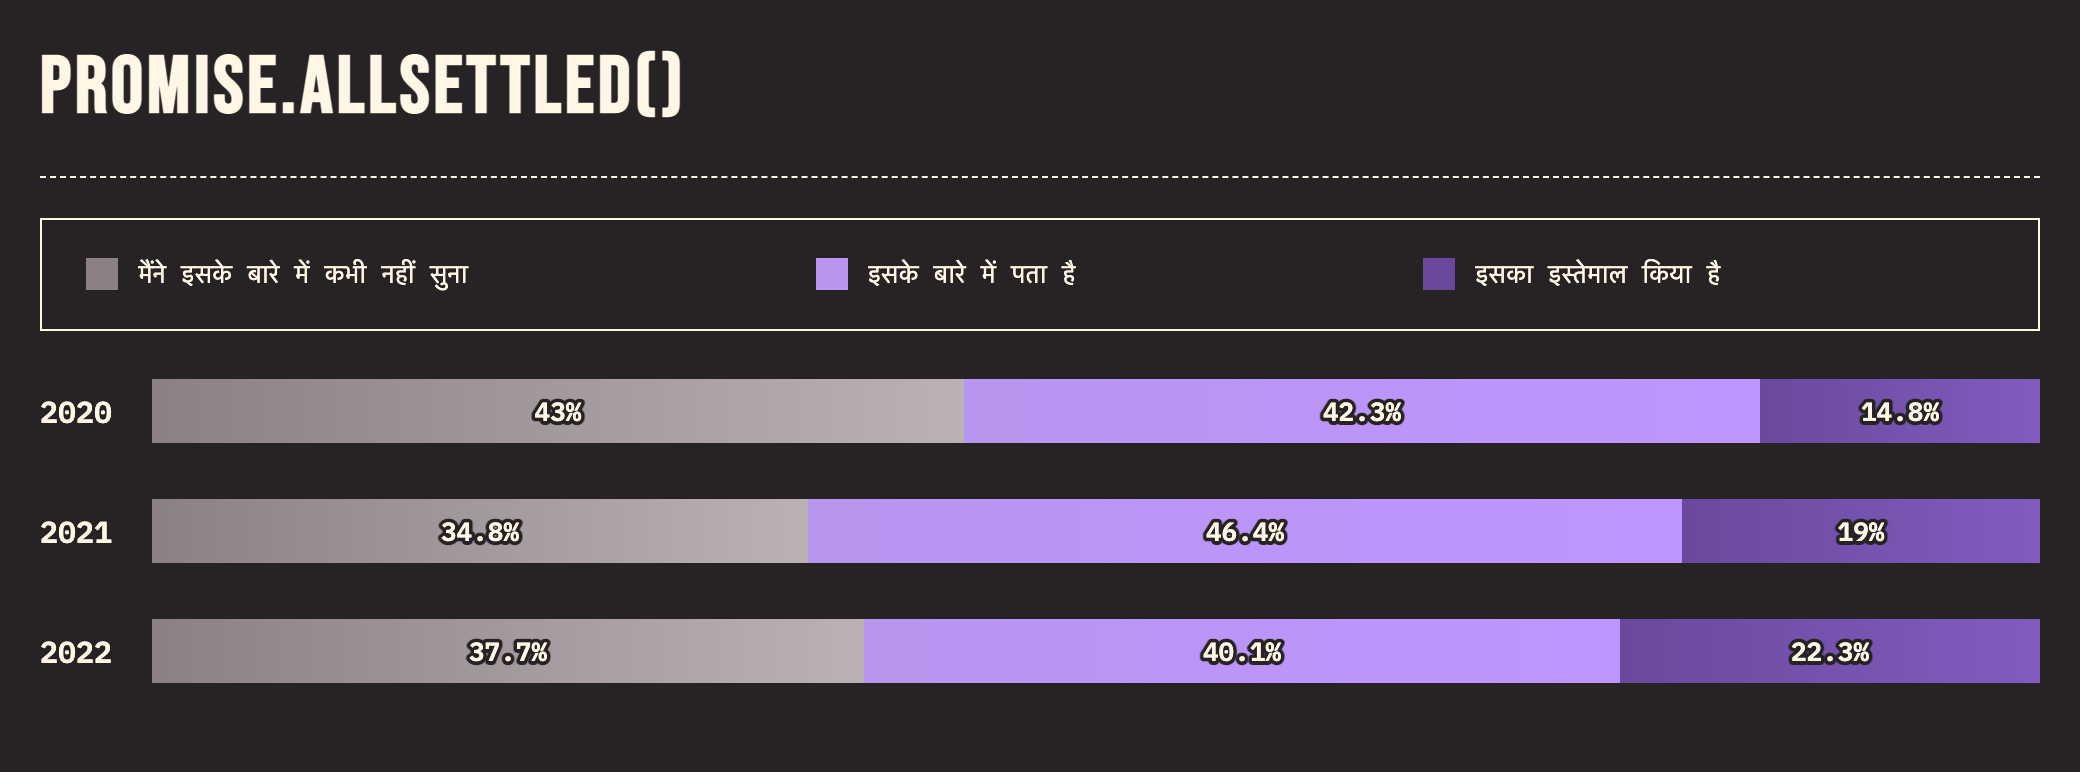 PROMISE.ALLSETTLED()
मैंने इसके बारे में कभी नहीं सुना इसके बारे में पता है इसका इस्तेमाल किया है
2020 43% 42.3% 14.8%
2021 34.8% 46.4% 19%
2022 37.7% 40.1% 22.3%